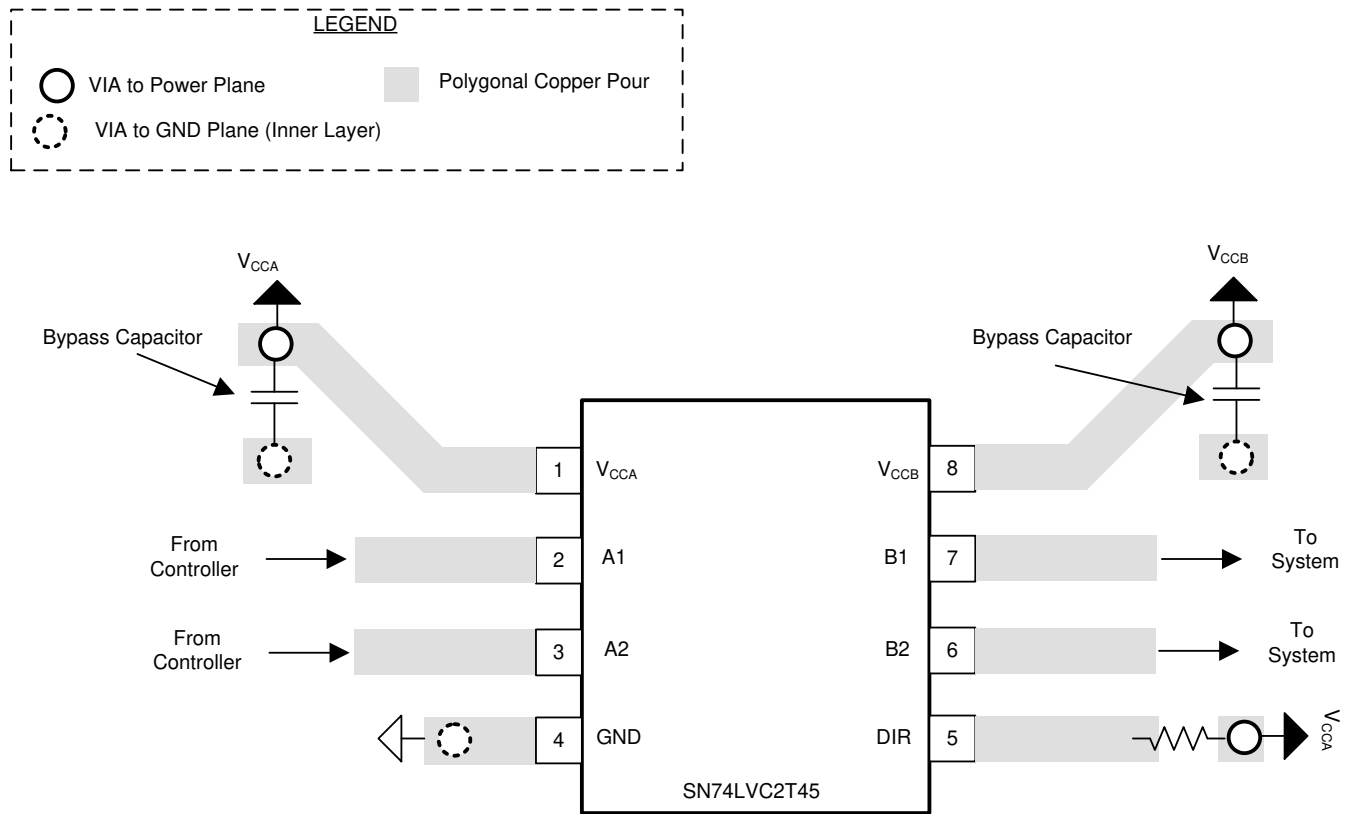 LEGEND
VIA to Power Plane
Polygonal Copper Pour
VIA to GND Plane (Inner Layer)
VCCA
VCCB
Bypass Capacitor
Bypass Capacitor
1
VCCA
VCCB
8
From
Controller
2
A1
B1
7
To
System
From
Controller
3
A2
B2
6
To
System
4
GND
DIR
5
VCCA
SN74LVC2T45